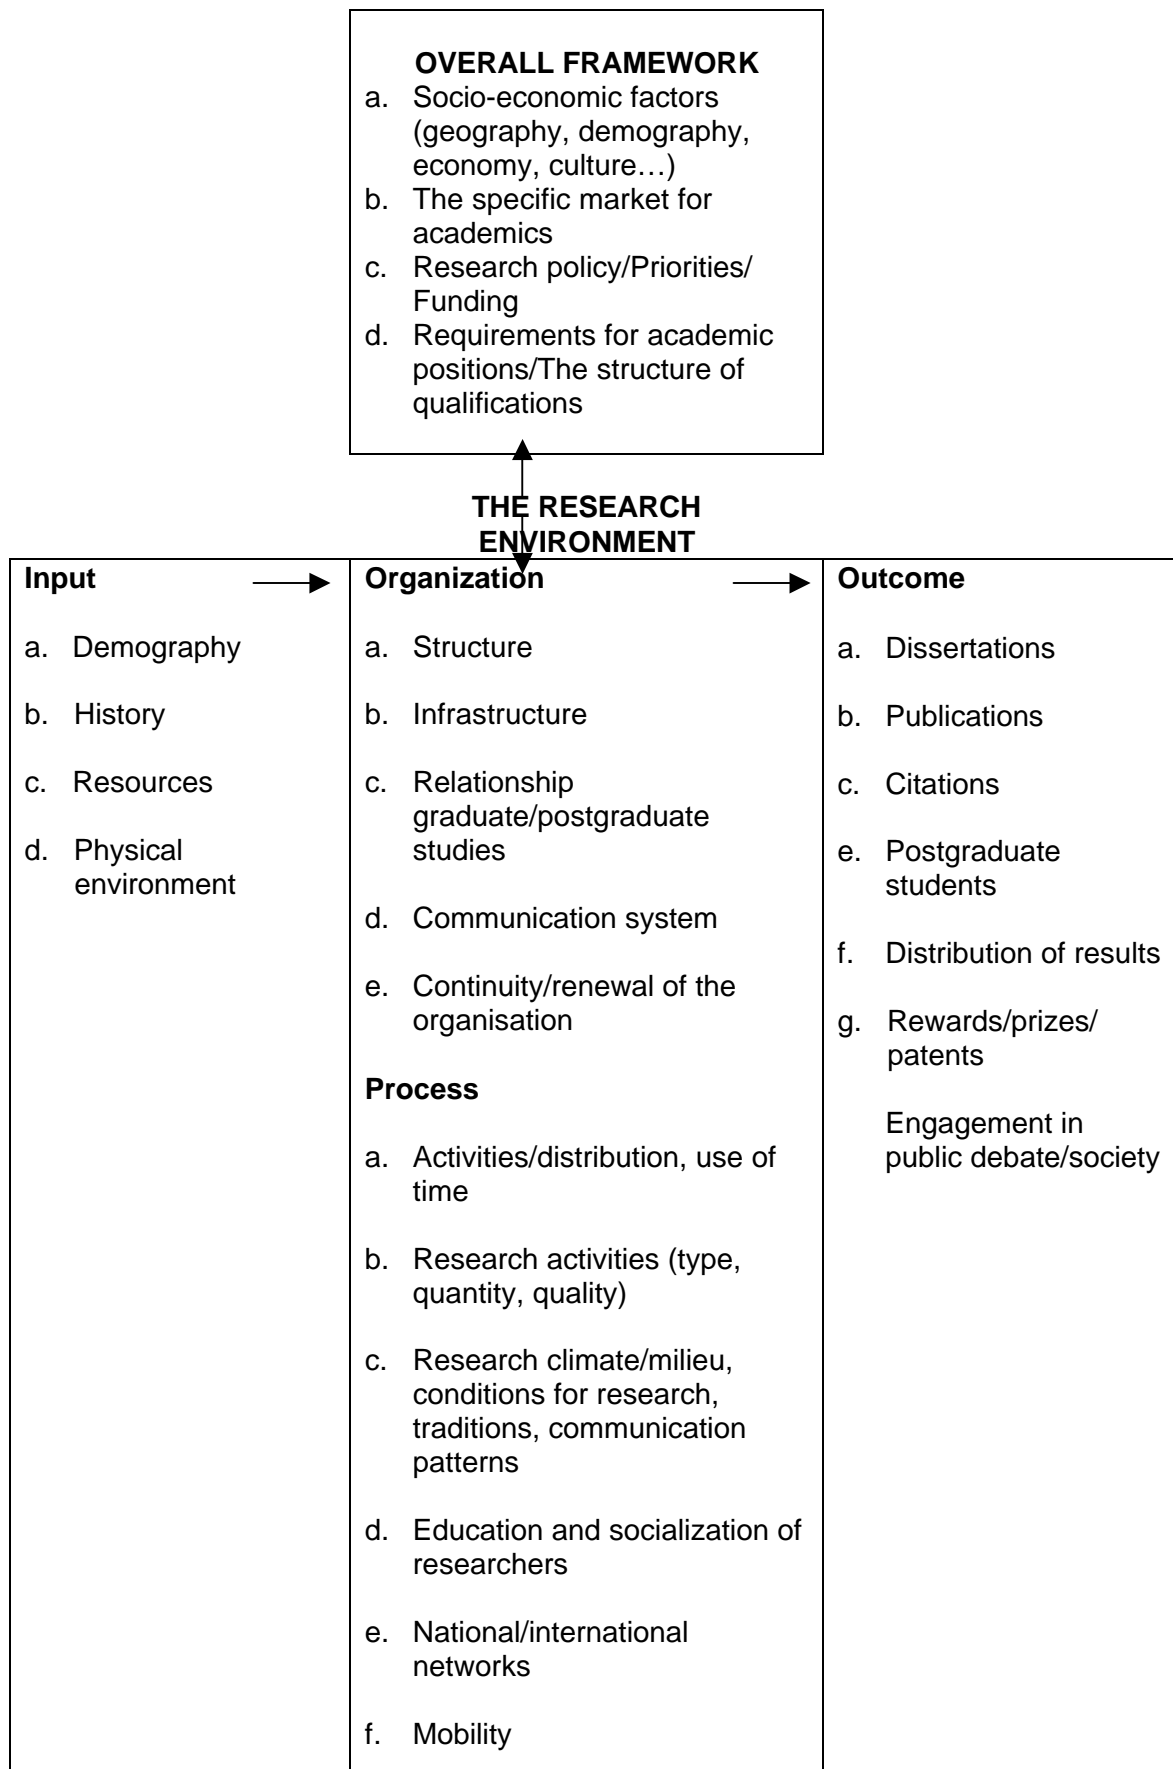 OVERALL FRAMEWORK
a. Socio-economic factors
(geography, demography,
economy, culture…)
b. The specific market for
academics
c. Research policy/Priorities/
Funding
d. Requirements for academic
positions/The structure of
qualifications
THE RESEARCH
ENVIRONMENT
Input
a. Demography
b. History
c. Resources
d. Physical
environment
Organization
a. Structure
b. Infrastructure
c. Relationship
graduate/postgraduate
studies
d. Communication system
e. Continuity/renewal of the
organisation
Process
a. Activities/distribution, use of
time
b. Research activities (type,
quantity, quality)
c. Research climate/milieu,
conditions for research,
traditions, communication
patterns
d. Education and socialization of
researchers
e. National/international
networks
f. Mobility
Outcome
a. Dissertations
b. Publications
c. Citations
e. Postgraduate
students
f. Distribution of results
g. Rewards/prizes/
patents
Engagement in
public debate/society